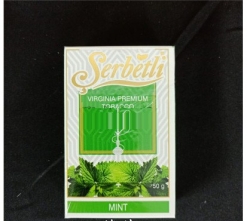 Serbetli
VIRGINIA PREMIUM
TOBACCO
50 g
MINT